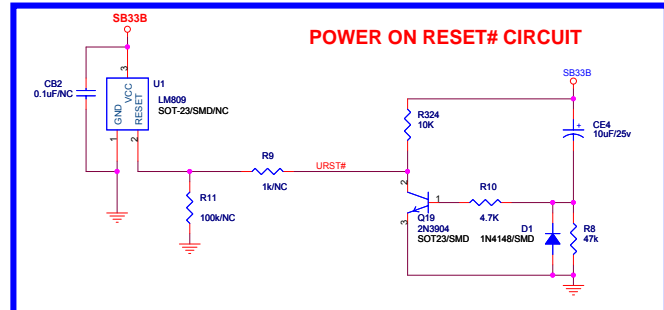 SB33B
POWER ON RESET# CIRCUIT
SB33B
CB2
0.1uF/NC
3
U1
VCC
GND
RESET
LM809
SOT-23/SMD/NC
1
2
R324
10K
+
CE4
10uF/25v
R9
URST#
1k/NC
R11
100k/NC
2
1
R10
4.7K
3
Q19
2N3904
SOT23/SMD
D1
1N4148/SMD
R8
47k